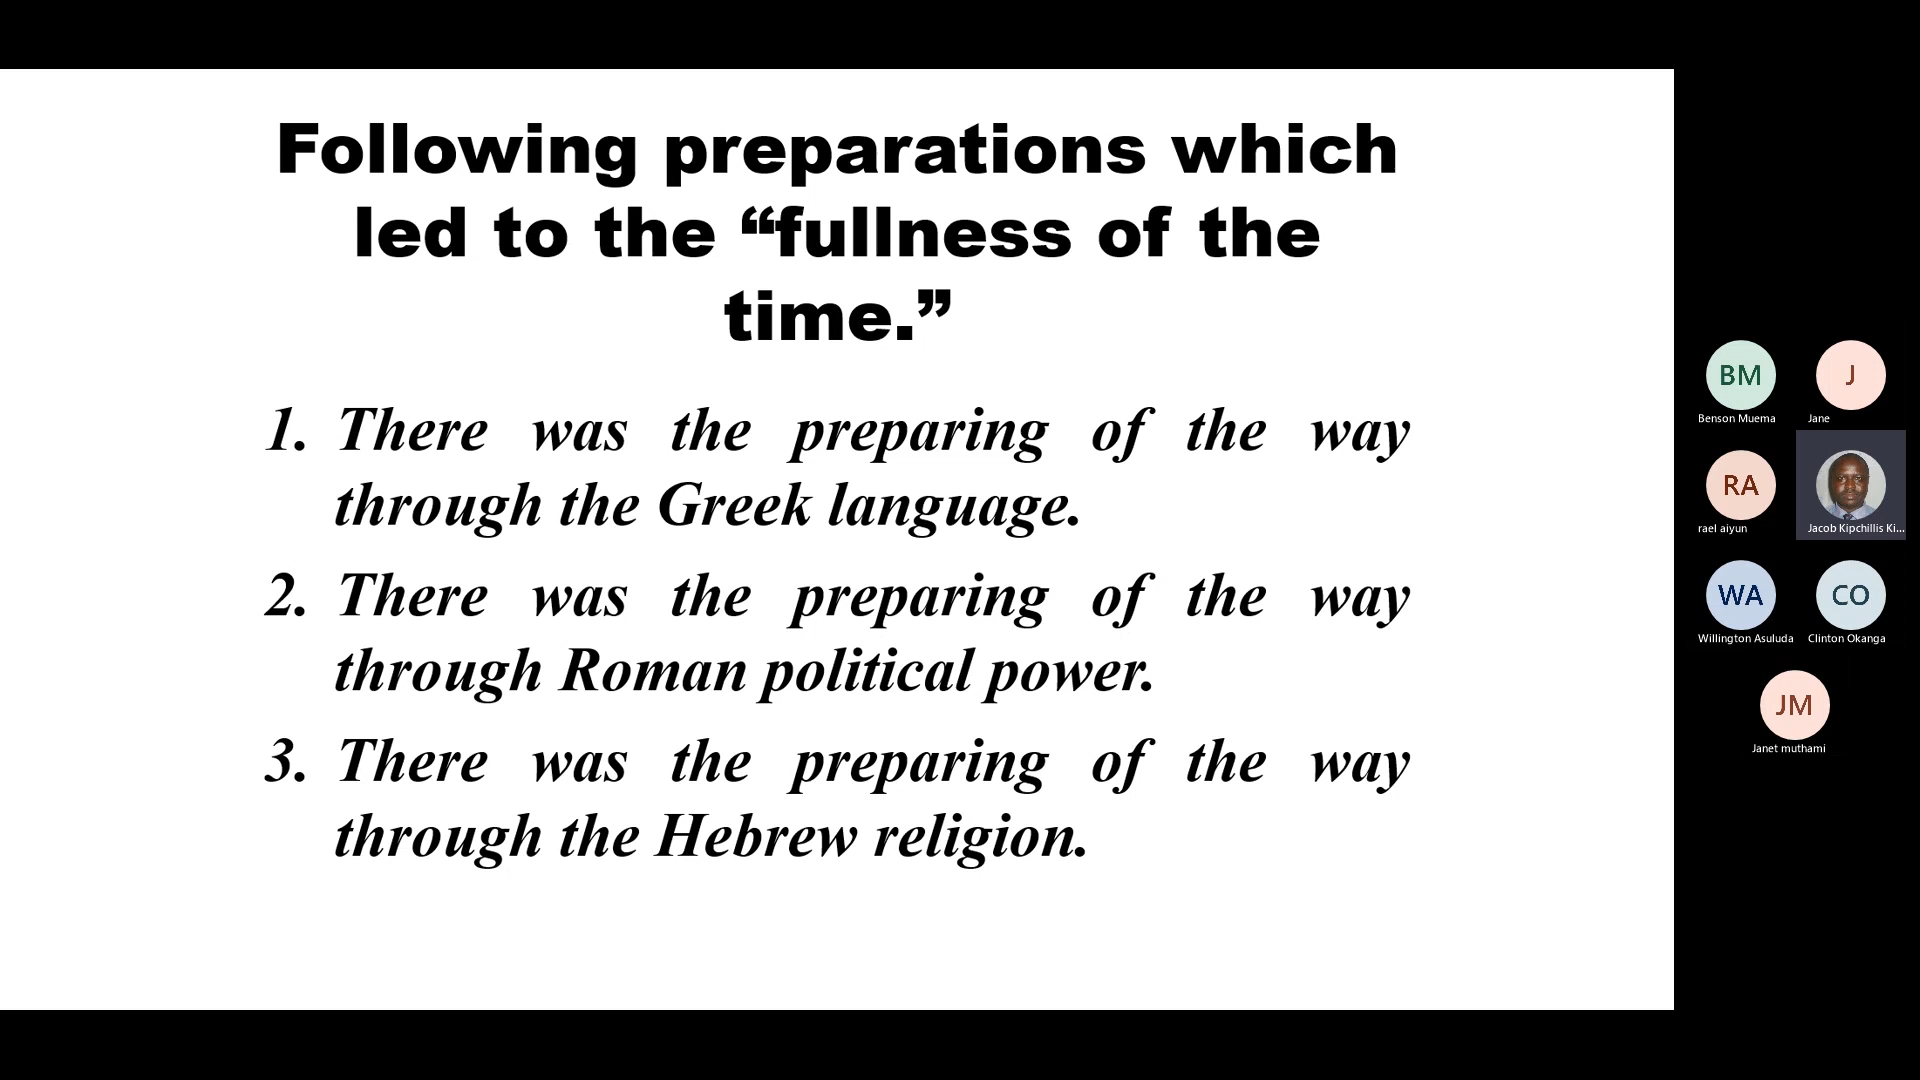 Following preparations which
led to the “fullness of the
time.”
1. There was the preparing of the way
through the Greek language.
2. There was the preparing of the way
through Roman political power.
3. There was the preparing of the way
through the Hebrew religion.
BM
Benson Muema
J
Jane
RA
rael aiyun
Jacob Kipchillis Ki...
WA
Willington Asuluda
CO
Clinton Okanga
JM
Janet muthami